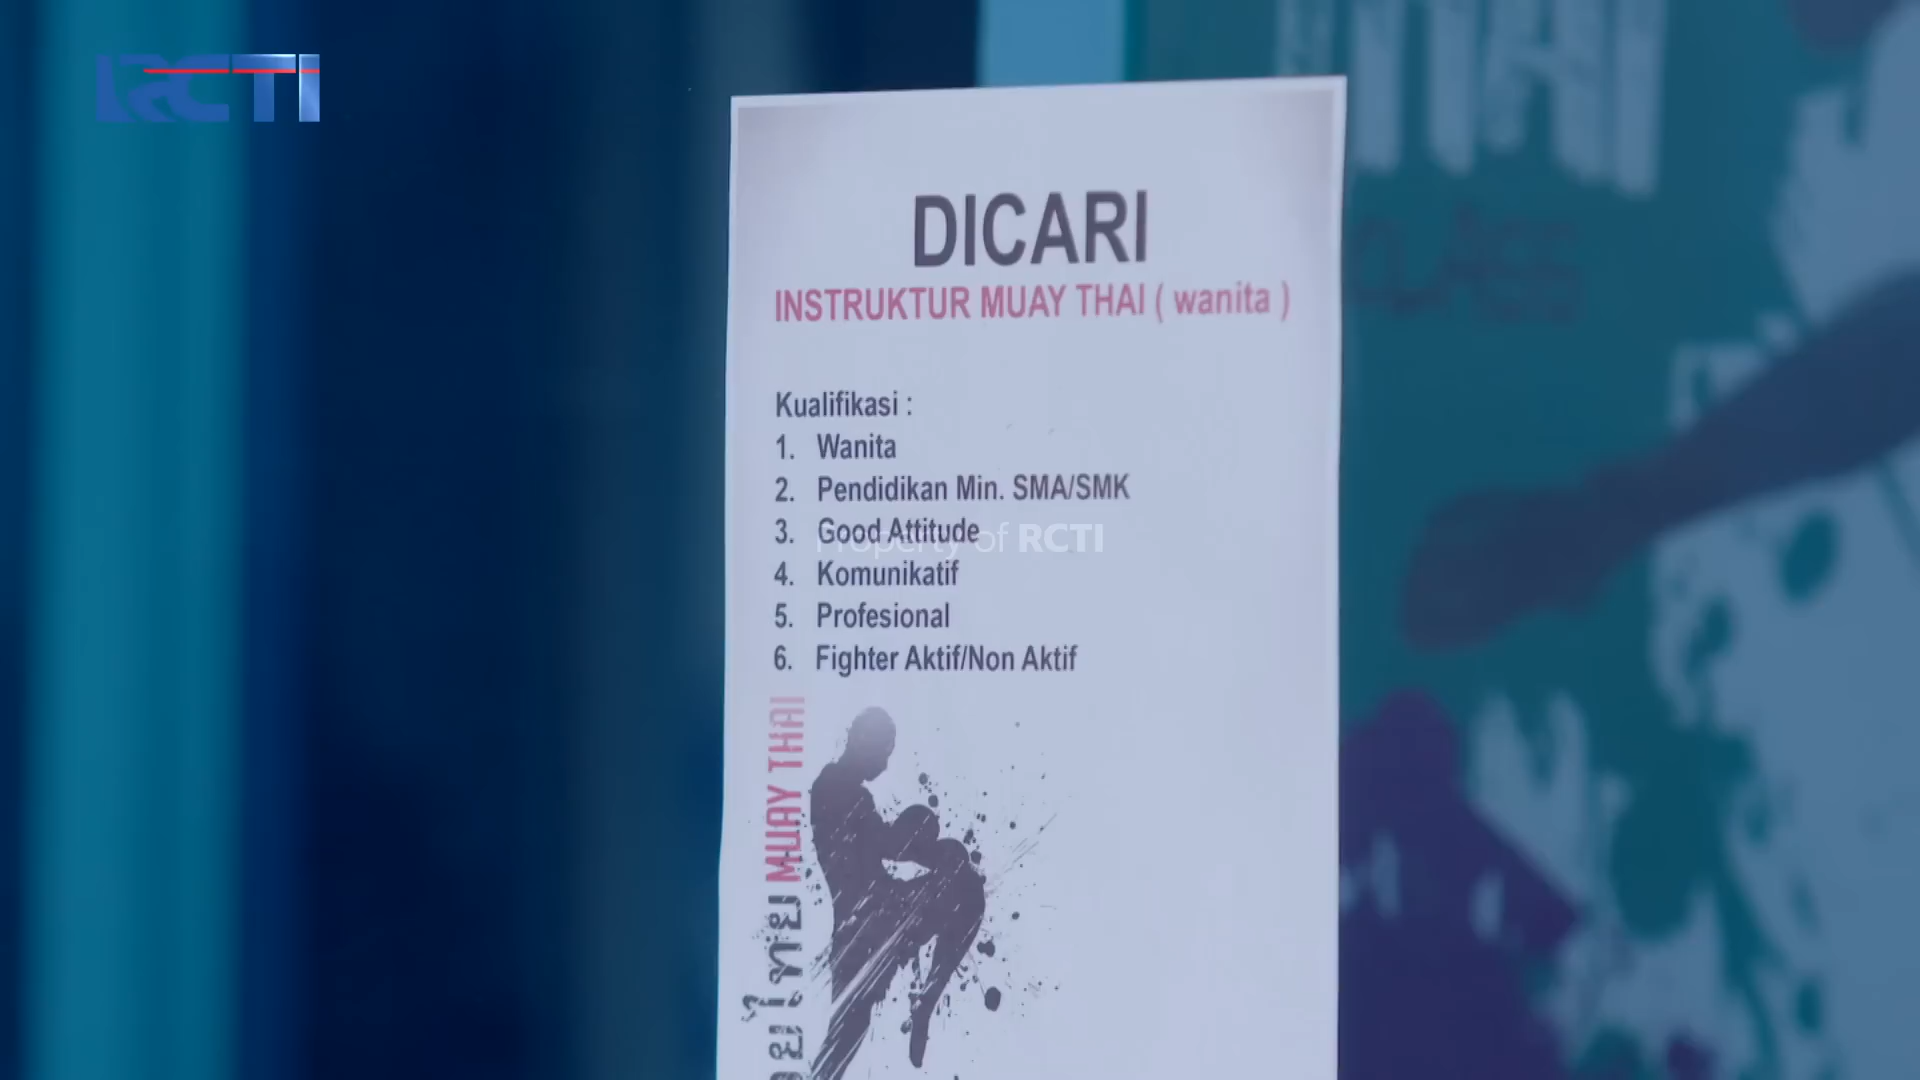 RCTI
DICARI
INSTRUKTUR MUAY THAI ( wanita )
Kualifikasi :
1. Wanita
2. Pendidikan Min. SMA/SMK
3. Good Attitude
Property of RCTI
4. Komunikatif
5. Profesional
6. Fighter Aktif/Non Aktif
MUAY THAI
CLASS